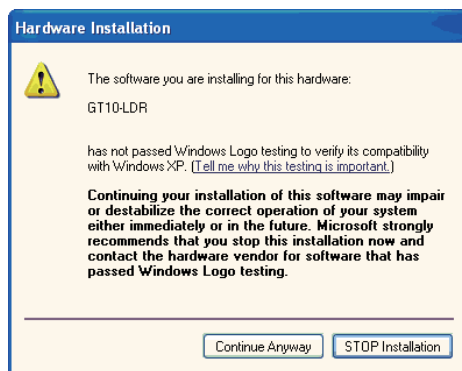 Hardware Installation
The software you are installing for this hardware:
GT10-LDR
has not passed Windows Logo testing to verify its compatibility
with Windows XP. (Tell me why this testing is important.)
Continuing your installation of this software may impair
or destabilize the correct operation of your system
either immediately or in the future. Microsoft strongly
recommends that you stop this installation now and
contact the hardware vendor for software that has
passed Windows Logo testing.
Continue Anyway
STOP Installation